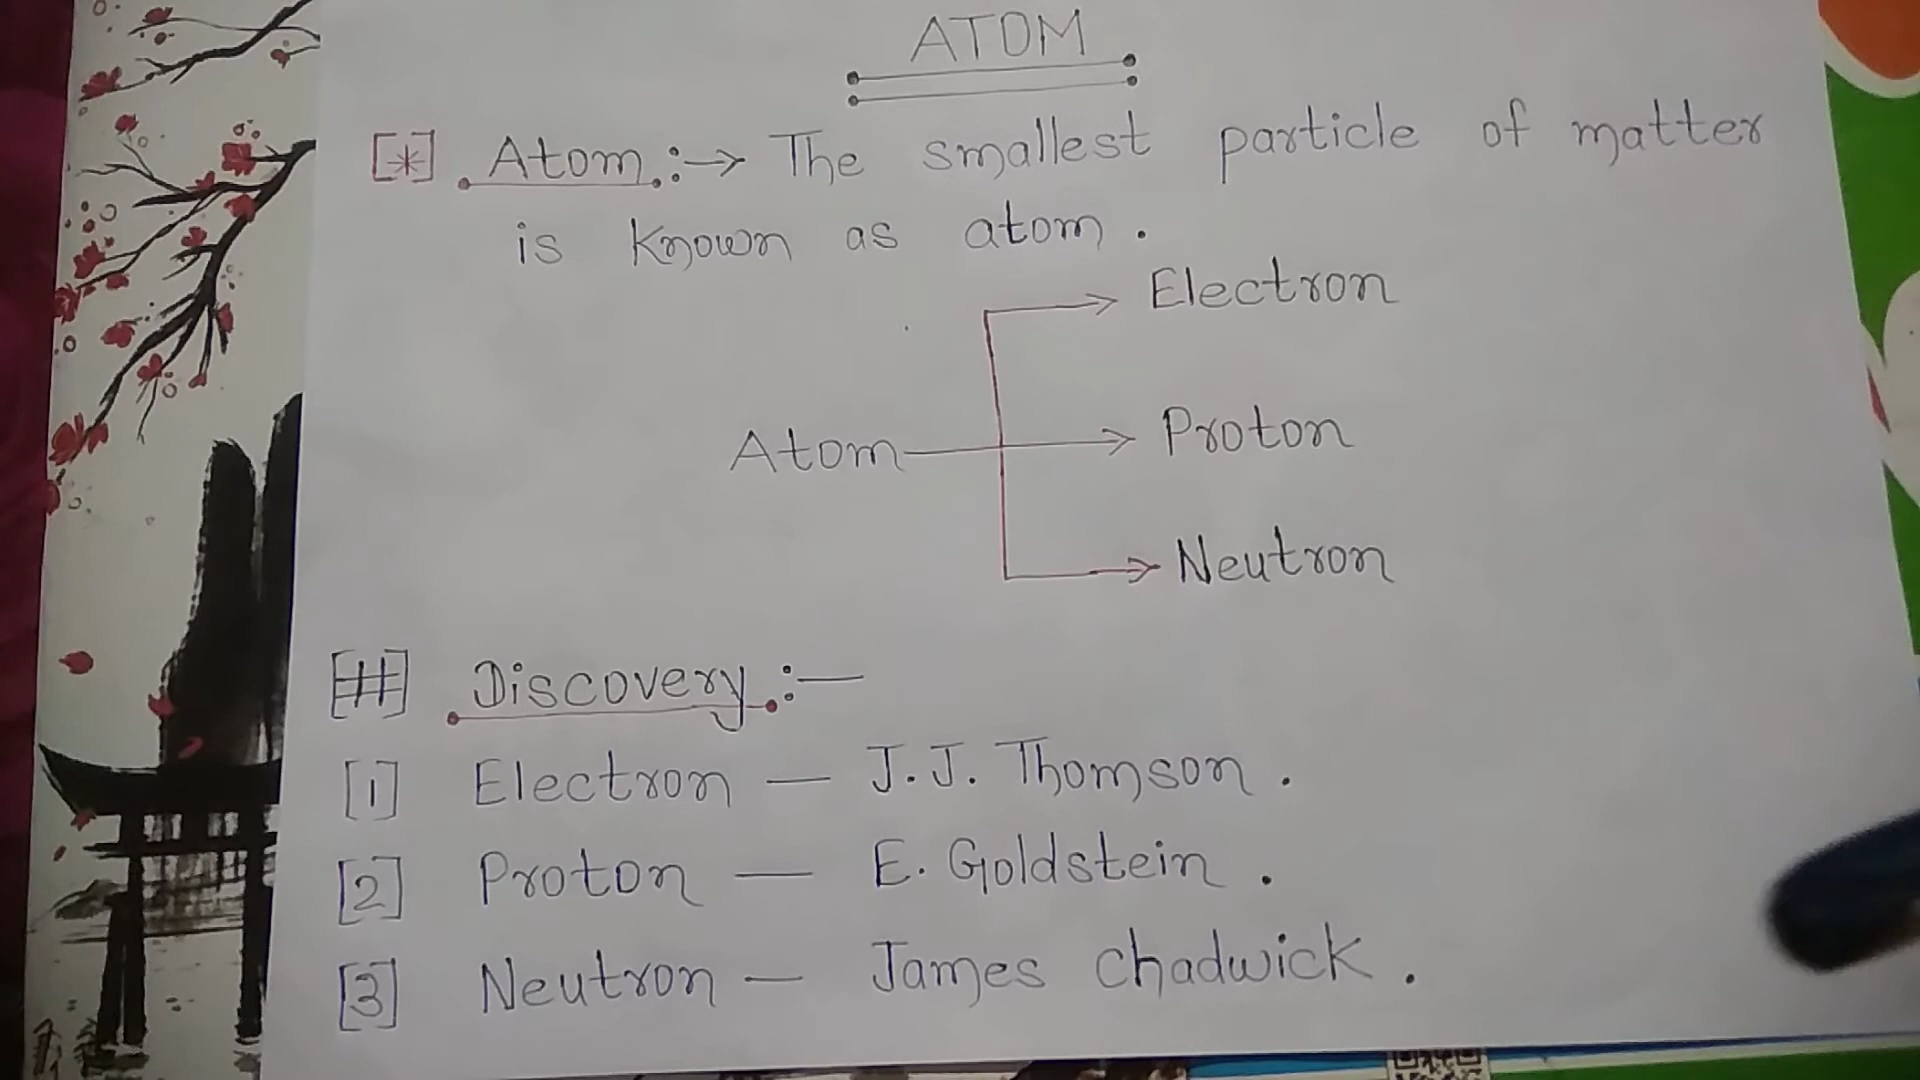 ATOM
[*] Atom :→ The smallest particle of matter
is known as atom .
Electron
Atom → Proton
Neutron
[#] Discovery :—
[1] Electron — J.J. Thomson .
[2] Proton — E. Goldstein .
[3] Neutron — James Chadwick .